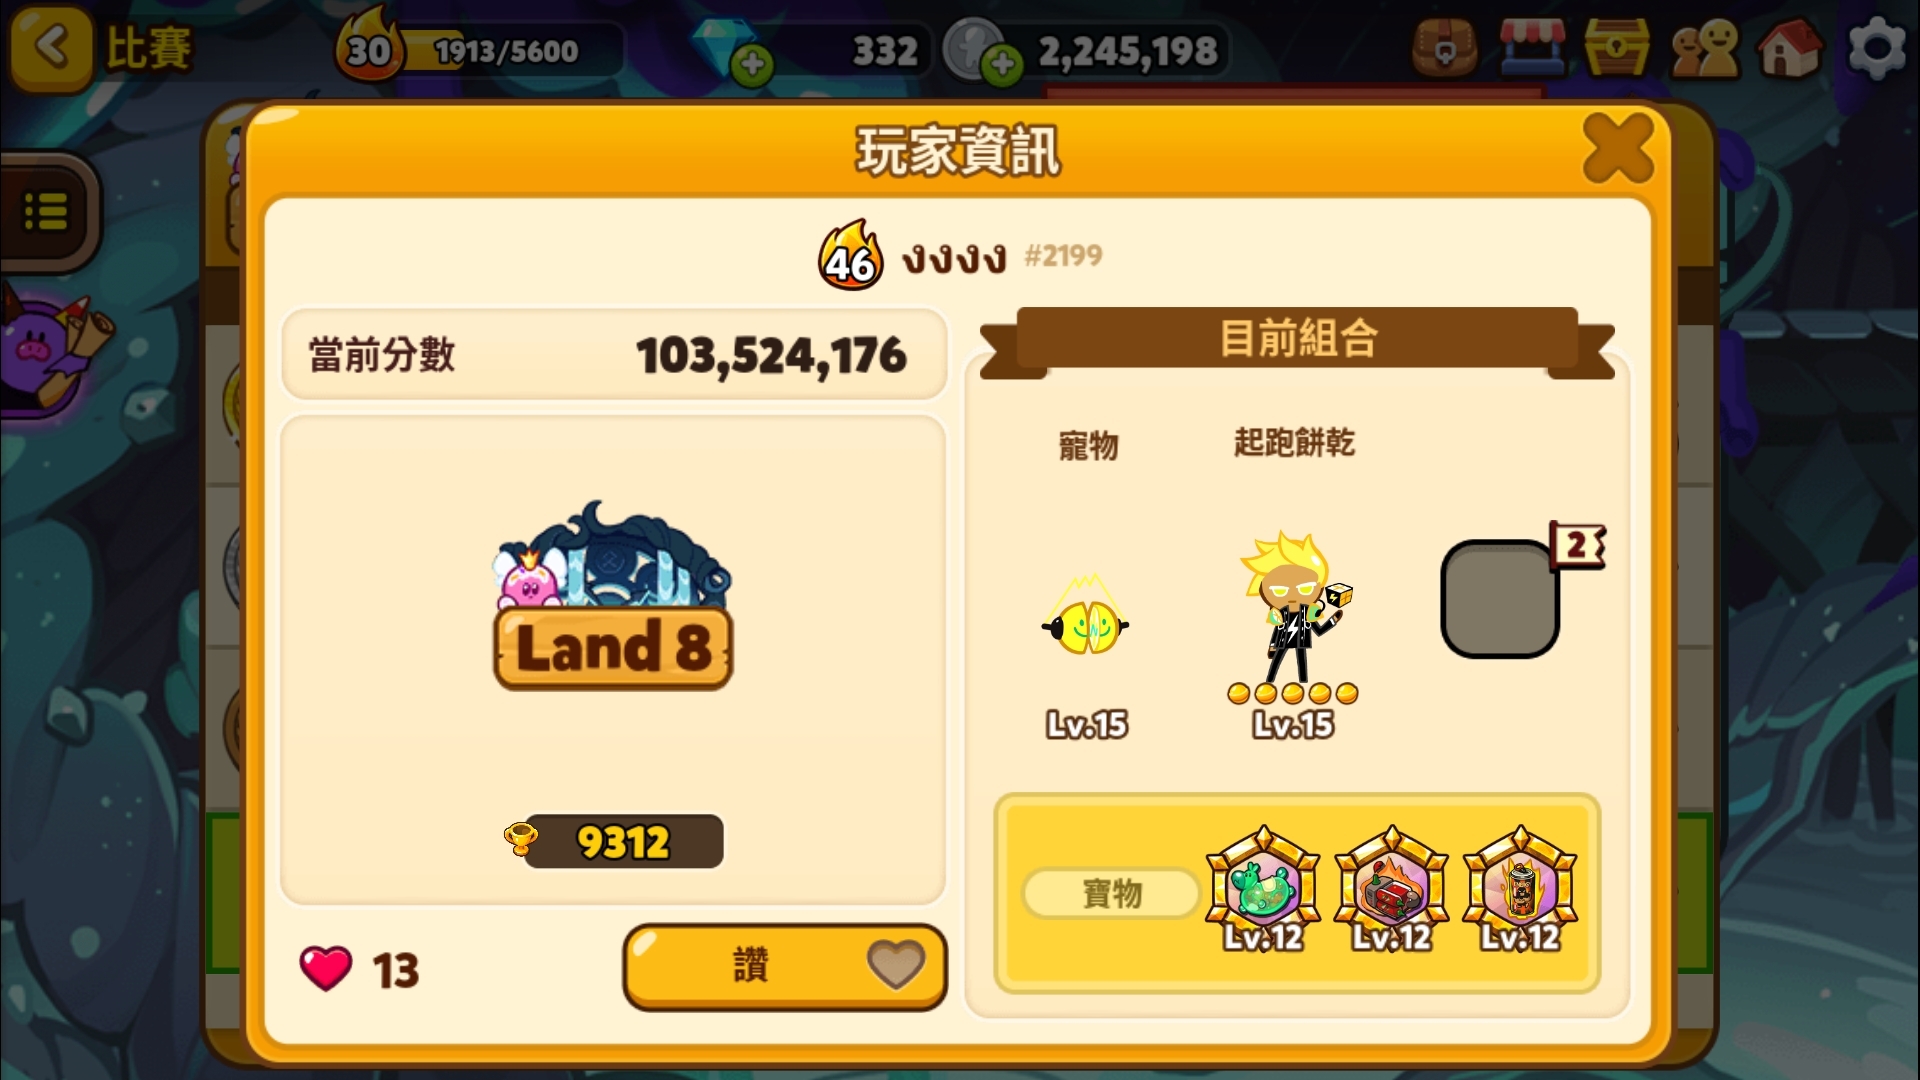 比賽
30
1913/5600
332
2,245,198
玩家資訊
46 งงงง #2199
當前分數 103,524,176
目前組合
寵物
起跑餅乾
2
Land 8
Lv.15
Lv.15
9312
寶物
Lv.12
Lv.12
Lv.12
13
讚